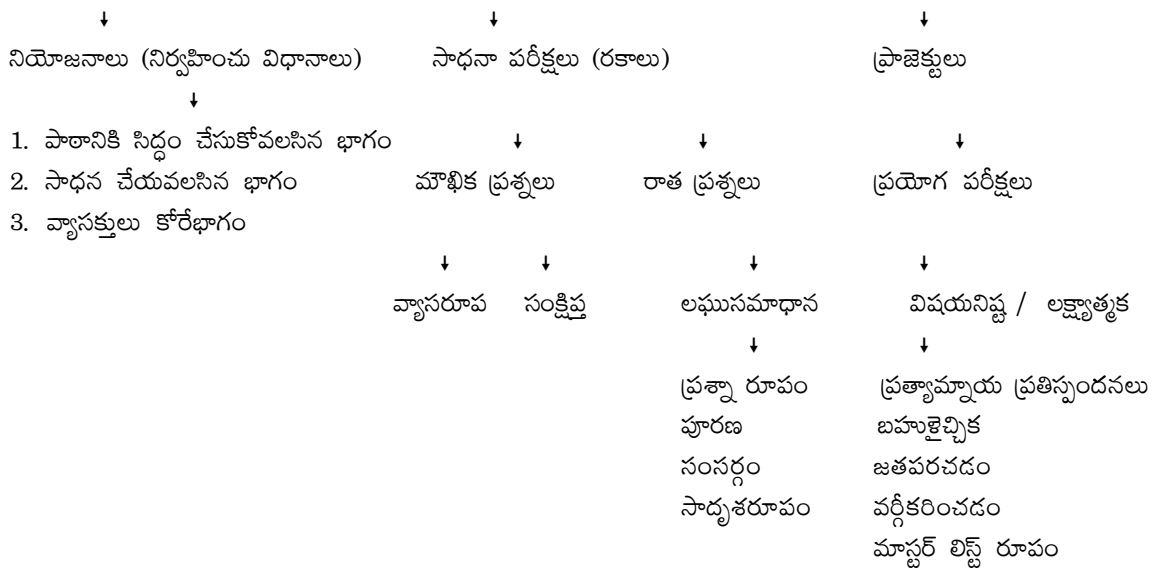 నియోజనాలు (నిర్వహించు విధానాలు) సాధనా పరీక్షలు (రకాలు) ప్రాజెక్టులు
1. పాఠానికి సిద్ధం చేసుకోవలసిన భాగం
2. సాధన చేయవలసిన భాగం మౌఖిక ప్రశ్నలు రాత ప్రశ్నలు ప్రయోగ పరీక్షలు
3. వ్యాసక్తులు కోరేభాగం
వ్యాసరూప సంక్షిప్త లఘుసమాధాన విషయనిష్ట / లక్ష్యాత్మక
ప్రశ్నా రూపం ప్రత్యామ్నాయ ప్రతిస్పందనలు
పూరణ బహుళైచ్చిక
సంసర్గం జతపరచడం
సాదృశరూపం వర్గీకరించడం
మాస్టర్ లిస్ట్ రూపం